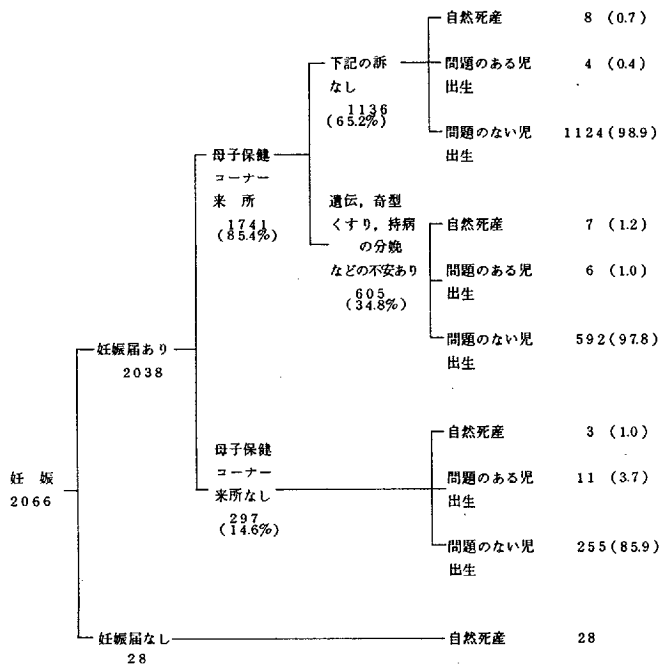 自然死産 8 (0.7)
下記の訴 問題のある児 4 (0.4)
なし 出生
1136
(65.2%)
問題のない児 1124(98.9)
出生
母子保健
コーナー
来 所
1741
(85.4%)
遺伝，奇型
くすり，持病
の分娩
などの不安あり
605
(34.8%)
自然死産 7 (1.2)
問題のある児 6 (1.0)
出生
問題のない児 592(97.8)
出生
妊娠届あり
2038
自然死産 3 (1.0)
母子保健
コーナー
来所なし
297
(14.6%)
問題のある児 11 (3.7)
出生
問題のない児 255(85.9)
出生
妊 娠
2066
妊娠届なし 自然死産 28
28